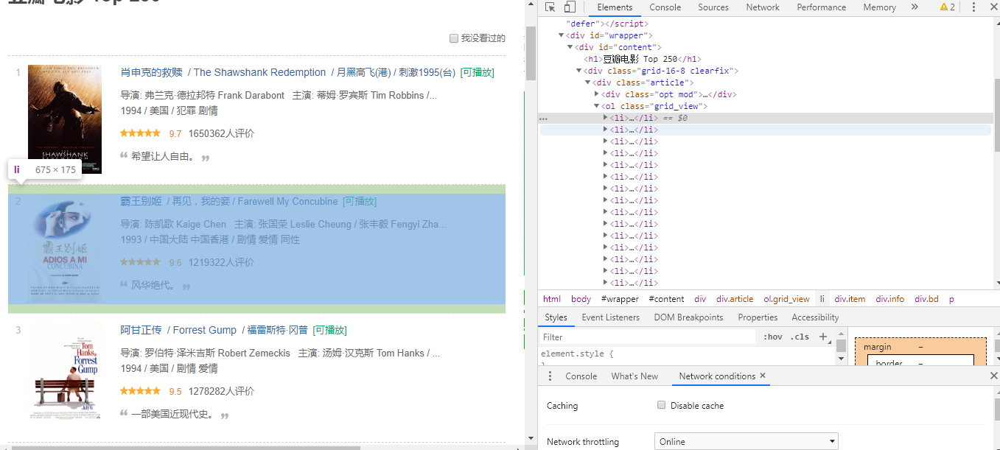 豆瓣电影 Top 250
我没看过的
1
肖申克的救赎 / The Shawshank Redemption / 月黑高飞(港) / 刺激1995(台) [可播放]
导演: 弗兰克·德拉邦特 Frank Darabont 主演: 蒂姆·罗宾斯 Tim Robbins /...
1994 / 美国 / 犯罪 剧情
9.7 1650362人评价
“ 希望让人自由。 ”
THE
SHAWSHANK
REDEMPTION
li 675 × 175
2
霸王别姬 / 再见，我的妾 / Farewell My Concubine [可播放]
导演: 陈凯歌 Kaige Chen 主演: 张国荣 Leslie Cheung / 张丰毅 Fengyi Zha...
1993 / 中国大陆 中国香港 / 剧情 爱情 同性
9.6 1219322人评价
“ 风华绝代。 ”
霸王别姬
ADIOS A MI
CONCUBINA
3
阿甘正传 / Forrest Gump / 福雷斯特·冈普 [可播放]
导演: 罗伯特·泽米吉斯 Robert Zemeckis 主演: 汤姆·汉克斯 Tom Hanks / ...
1994 / 美国 / 剧情 爱情
9.5 1278282人评价
“ 一部美国近现代史。 ”
Tom
Hanks Is
Forrest
Gump
July 6
Elements Console Sources Network Performance Memory » 2
"defer"></script>
<div id="wrapper">
<div id="content">
<h1>豆瓣电影 Top 250</h1>
<div class="grid-16-8 clearfix">
<div class="article">
<div class="opt mod">…</div>
<ol class="grid_view">
... <li>…</li> == $0
<li>…</li>
<li>…</li>
<li>…</li>
<li>…</li>
<li>…</li>
<li>…</li>
<li>…</li>
<li>…</li>
<li>…</li>
<li>…</li>
<li>…</li>
<li>…</li>
<li>…</li>
<li>…</li>
html body #wrapper #content div div.article ol.grid_view li div.item div.info div.bd p
Styles Event Listeners DOM Breakpoints Properties Accessibility
Filter :hov .cls +
element.style {
}
margin –
border –
Console What's New Network conditions ×
Caching Disable cache
Network throttling Online